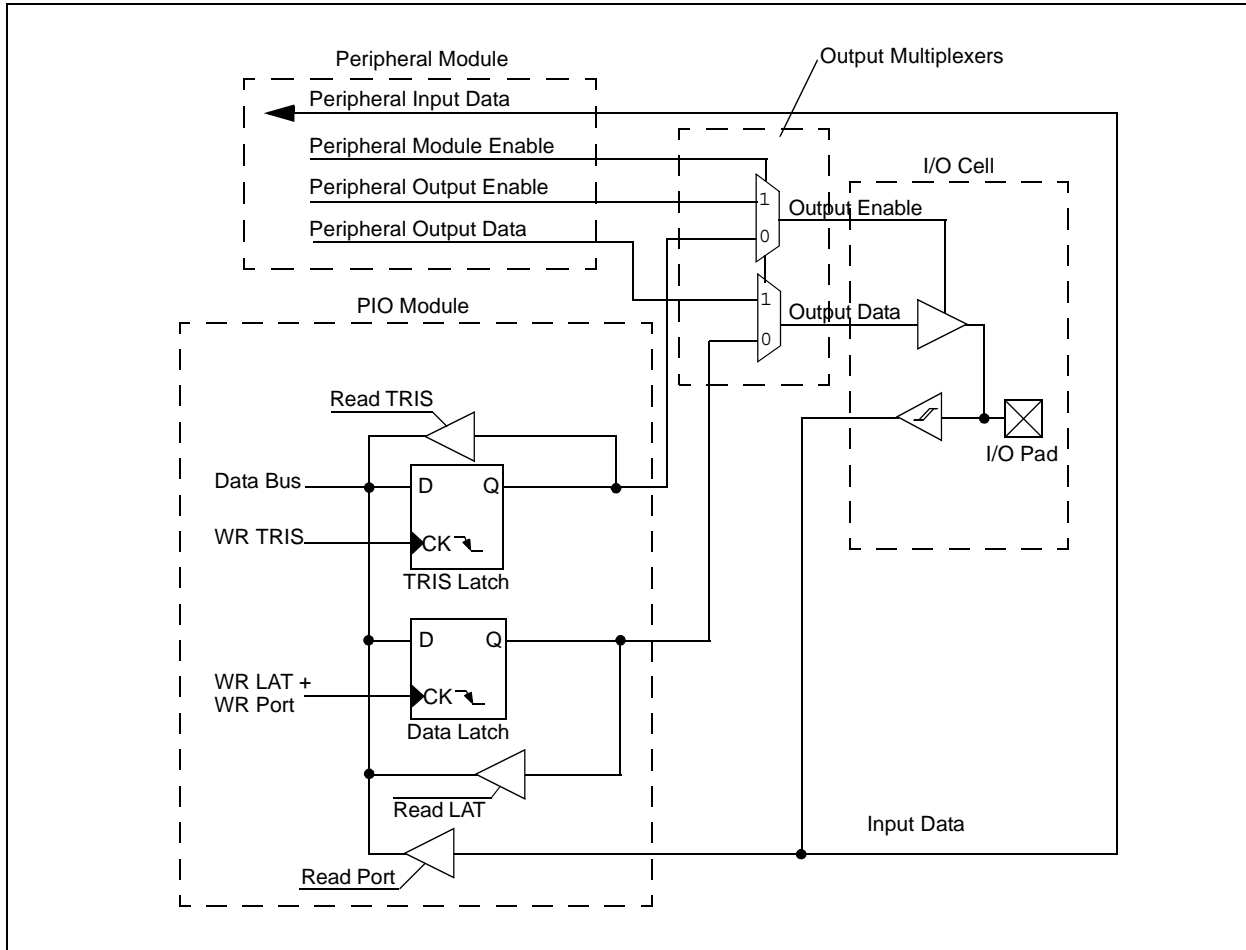 Peripheral Module
Output Multiplexers
Peripheral Input Data
Peripheral Module Enable
I/O Cell
Peripheral Output Enable
1
Output Enable
Peripheral Output Data
0
PIO Module
1
Output Data
0
Read TRIS
I/O Pad
Data Bus
D
Q
WR TRIS
CK
TRIS Latch
D
Q
WR LAT +
WR Port
CK
Data Latch
Read LAT
Input Data
Read Port